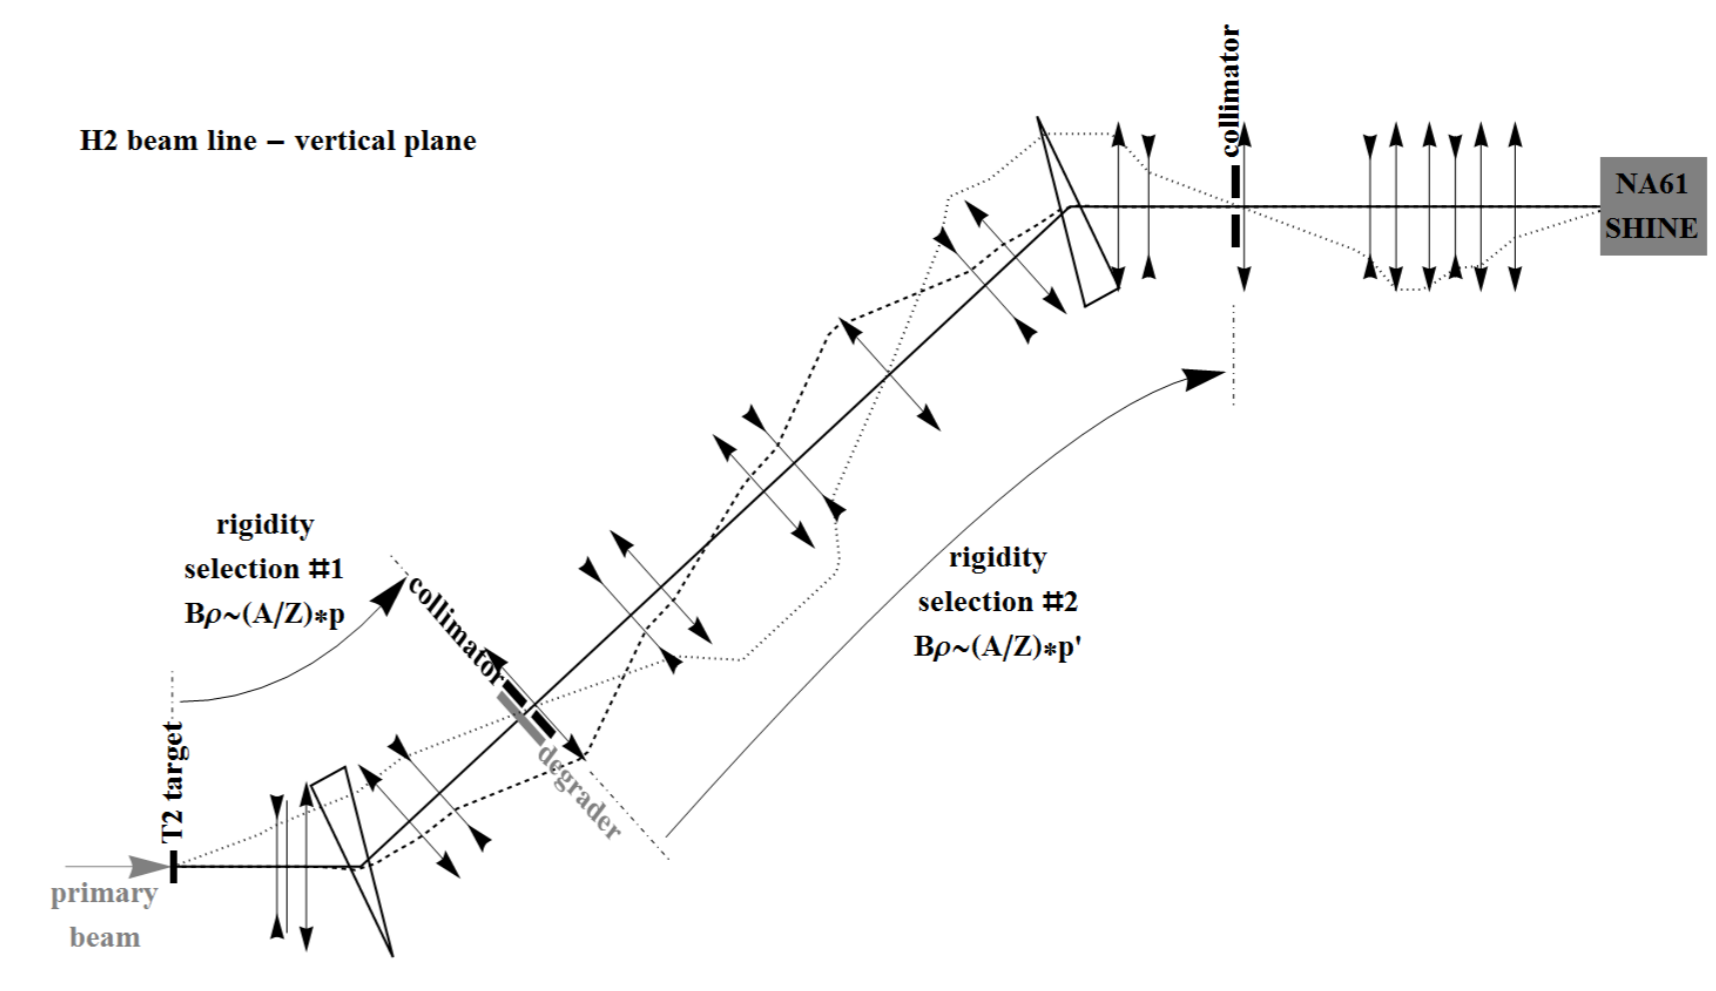 H2 beam line – vertical plane
collimator
NA61
SHINE
rigidity
selection #1
Bρ~(A/Z)*p
collimator
rigidity
selection #2
Bρ~(A/Z)*p'
T2 target
degrader
primary
beam